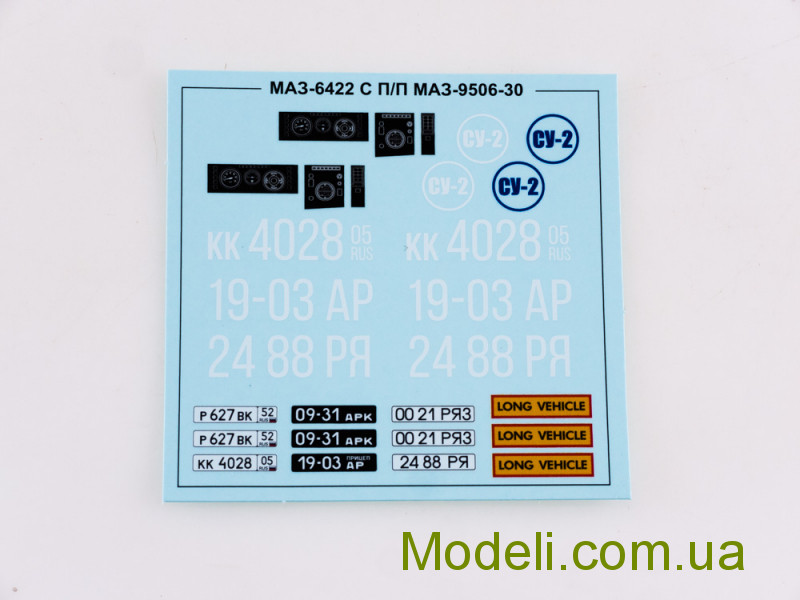 МАЗ-6422 С П/П МАЗ-9506-30
СУ-2 СУ-2
СУ-2 СУ-2
КК 4028 05 RUS КК 4028 05 RUS
19-03 АР 19-03 АР
24 88 РЯ 24 88 РЯ
Р 627 ВК 52 RUS 09-31 АРК 00 21 РЯЗ LONG VEHICLE
Р 627 ВК 52 RUS 09-31 АРК 00 21 РЯЗ LONG VEHICLE
КК 4028 05 RUS 19-03 ПРИЦЕП АР 24 88 РЯ LONG VEHICLE
Modeli.com.ua